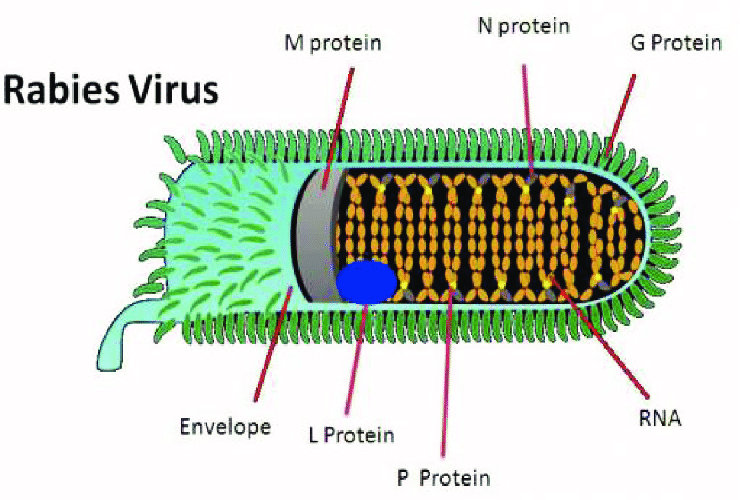 N protein
M protein
G Protein
Rabies Virus
RNA
Envelope
L Protein
P Protein